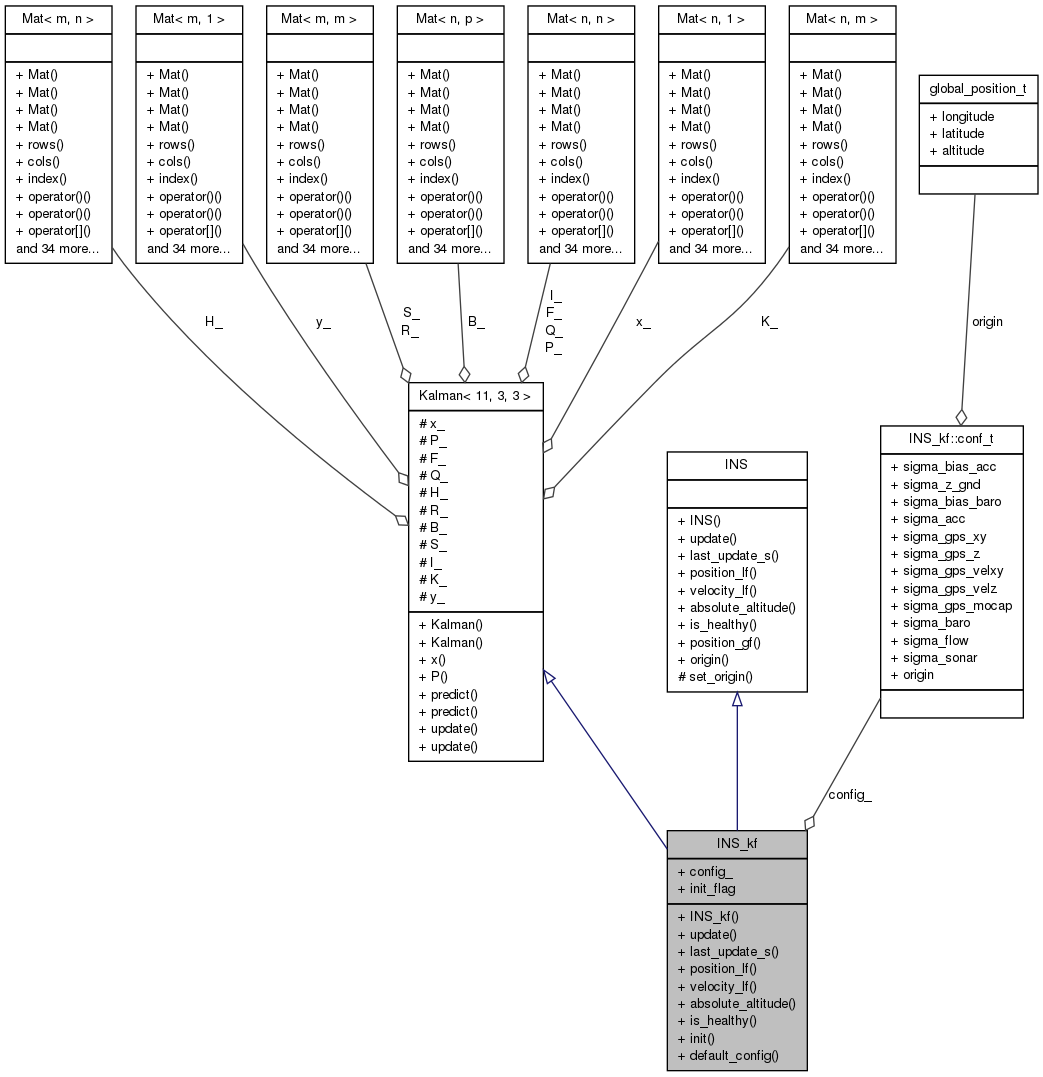 Mat< m, n >
+ Mat()
+ Mat()
+ Mat()
+ Mat()
+ rows()
+ cols()
+ index()
+ operator()()
+ operator()()
+ operator[]()
and 34 more...
Mat< m, 1 >
+ Mat()
+ Mat()
+ Mat()
+ Mat()
+ rows()
+ cols()
+ index()
+ operator()()
+ operator()()
+ operator[]()
and 34 more...
Mat< m, m >
+ Mat()
+ Mat()
+ Mat()
+ Mat()
+ rows()
+ cols()
+ index()
+ operator()()
+ operator()()
+ operator[]()
and 34 more...
Mat< n, p >
+ Mat()
+ Mat()
+ Mat()
+ Mat()
+ rows()
+ cols()
+ index()
+ operator()()
+ operator()()
+ operator[]()
and 34 more...
Mat< n, n >
+ Mat()
+ Mat()
+ Mat()
+ Mat()
+ rows()
+ cols()
+ index()
+ operator()()
+ operator()()
+ operator[]()
and 34 more...
Mat< n, 1 >
+ Mat()
+ Mat()
+ Mat()
+ Mat()
+ rows()
+ cols()
+ index()
+ operator()()
+ operator()()
+ operator[]()
and 34 more...
Mat< n, m >
+ Mat()
+ Mat()
+ Mat()
+ Mat()
+ rows()
+ cols()
+ index()
+ operator()()
+ operator()()
+ operator[]()
and 34 more...
global_position_t
+ longitude
+ latitude
+ altitude
H_
y_
S_
R_
B_
I_
F_
Q_
P_
x_
K_
origin
Kalman< 11, 3, 3 >
# x_
# P_
# F_
# Q_
# H_
# R_
# B_
# S_
# I_
# K_
# y_
+ Kalman()
+ Kalman()
+ x()
+ P()
+ predict()
+ predict()
+ update()
+ update()
INS
+ INS()
+ update()
+ last_update_s()
+ position_lf()
+ velocity_lf()
+ absolute_altitude()
+ is_healthy()
+ position_gf()
+ origin()
# set_origin()
INS_kf::conf_t
+ sigma_bias_acc
+ sigma_z_gnd
+ sigma_bias_baro
+ sigma_acc
+ sigma_gps_xy
+ sigma_gps_z
+ sigma_gps_velxy
+ sigma_gps_velz
+ sigma_gps_mocap
+ sigma_baro
+ sigma_flow
+ sigma_sonar
+ origin
config_
INS_kf
+ config_
+ init_flag
+ INS_kf()
+ update()
+ last_update_s()
+ position_lf()
+ velocity_lf()
+ absolute_altitude()
+ is_healthy()
+ init()
+ default_config()